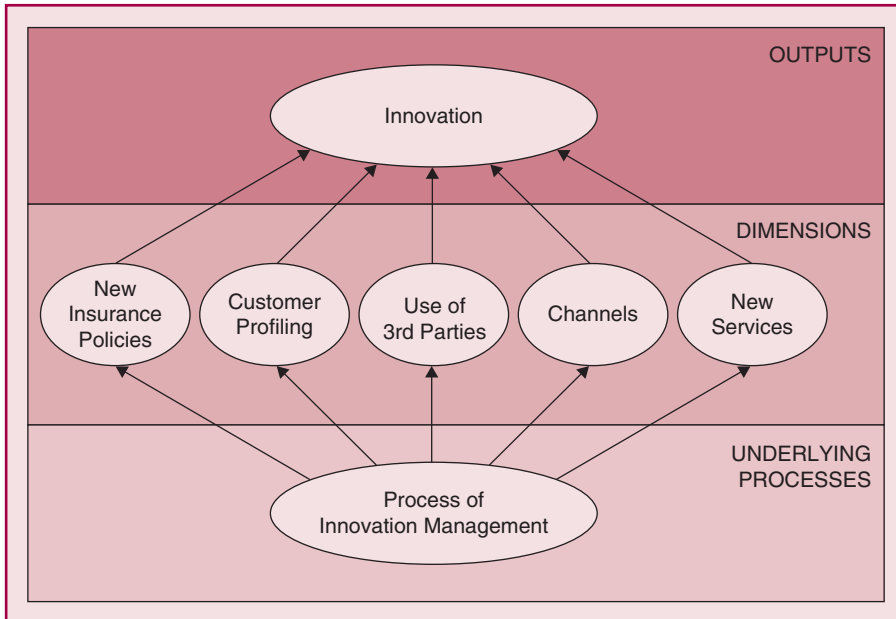 OUTPUTS
Innovation
DIMENSIONS
New
Insurance
Policies
Customer
Profiling
Use of
3rd Parties
Channels
New
Services
UNDERLYING
PROCESSES
Process of
Innovation Management